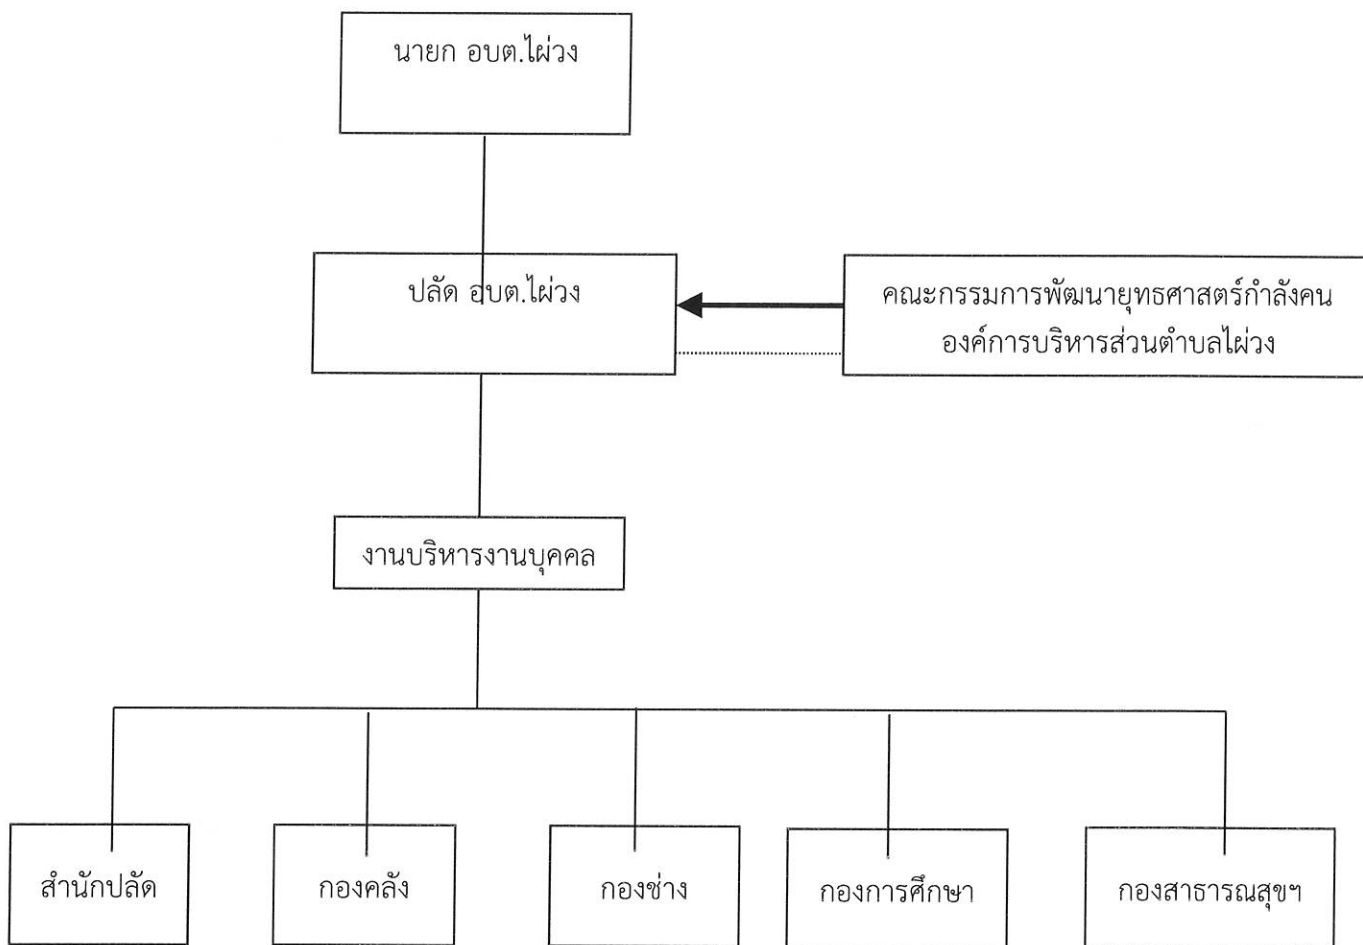 นายก อบต.ไผ่วง
ปลัด อบต.ไผ่วง
คณะกรรมการพัฒนายุทธศาสตร์กำลังคน
องค์การบริหารส่วนตำบลไผ่วง
งานบริหารงานบุคคล
สำนักปลัด
กองคลัง
กองช่าง
กองการศึกษา
กองสาธารณสุขฯ